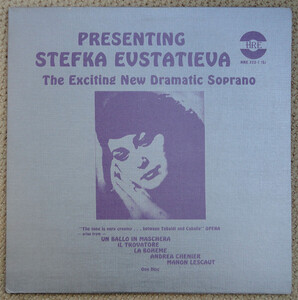 PRESENTING
STEFKA EVSTATIEVA
HRE
The Exciting New Dramatic Soprano
UN BALLO IN MASCHERA
IL TROVATORE
LA BOHEME
ANDREA CHENIER
MANON LESCAUT